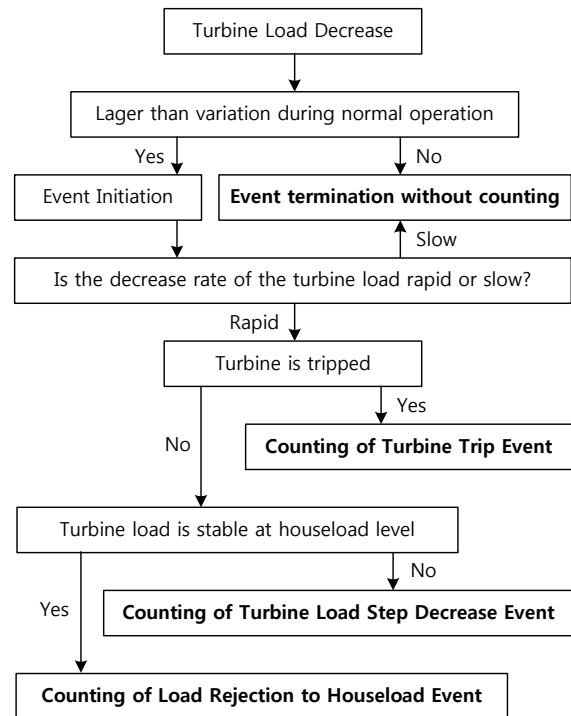 Turbine Load Decrease
Lager than variation during normal operation
Yes
No
Event Initiation
Event termination without counting
Slow
Is the decrease rate of the turbine load rapid or slow?
Rapid
Turbine is tripped
Yes
No
Counting of Turbine Trip Event
Turbine load is stable at houseload level
No
Yes
Counting of Turbine Load Step Decrease Event
Counting of Load Rejection to Houseload Event